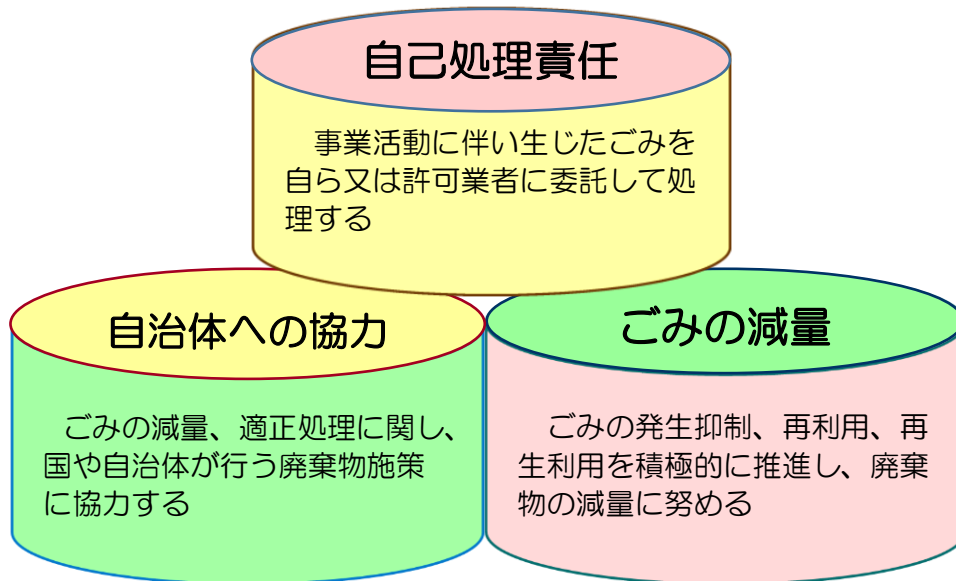 自己処理責任
事業活動に伴い生じたごみを
自ら又は許可業者に委託して処
理する
自治体への協力
ごみの減量、適正処理に関し、
国や自治体が行う廃棄物施策
に協力する
ごみの減量
ごみの発生抑制、再利用、再
生利用を積極的に推進し、廃棄
物の減量に努める